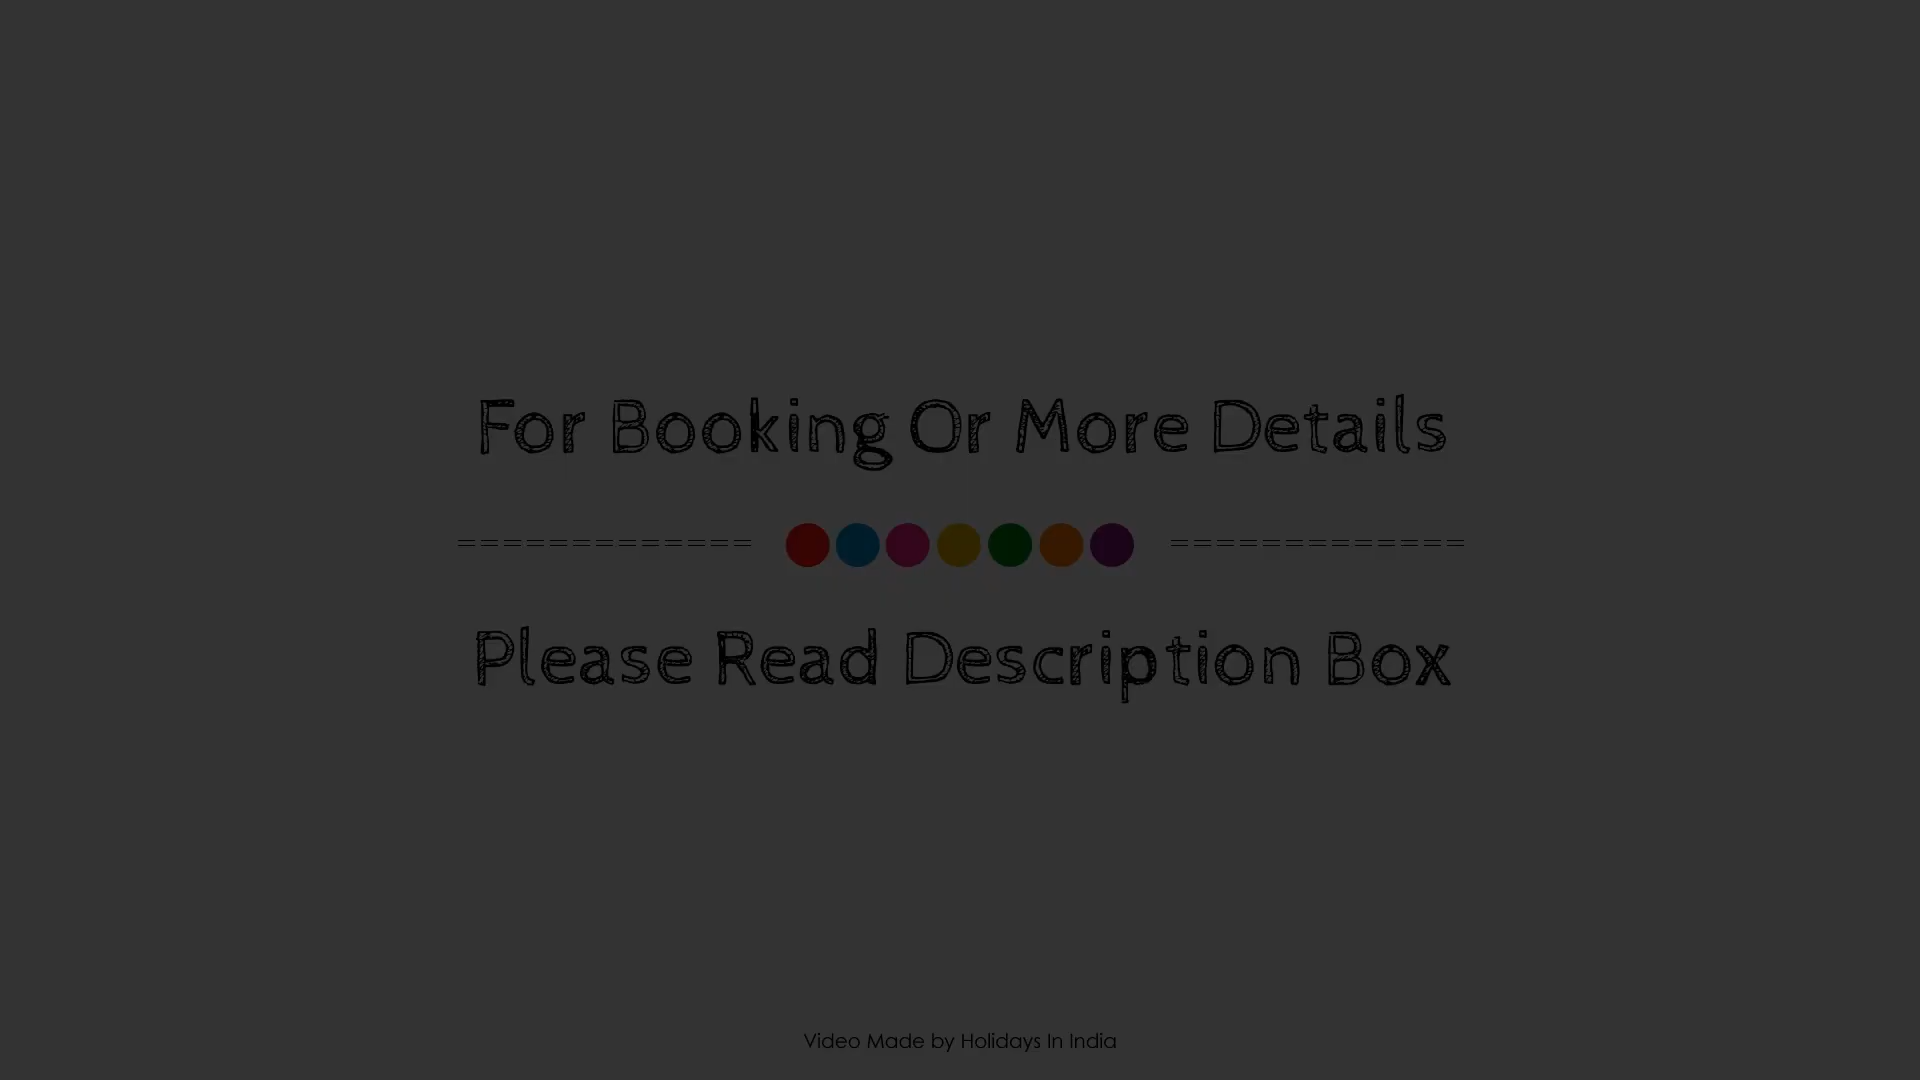 For Booking Or More Details
============= =============
Please Read Description Box
Video Made by Holidays In India